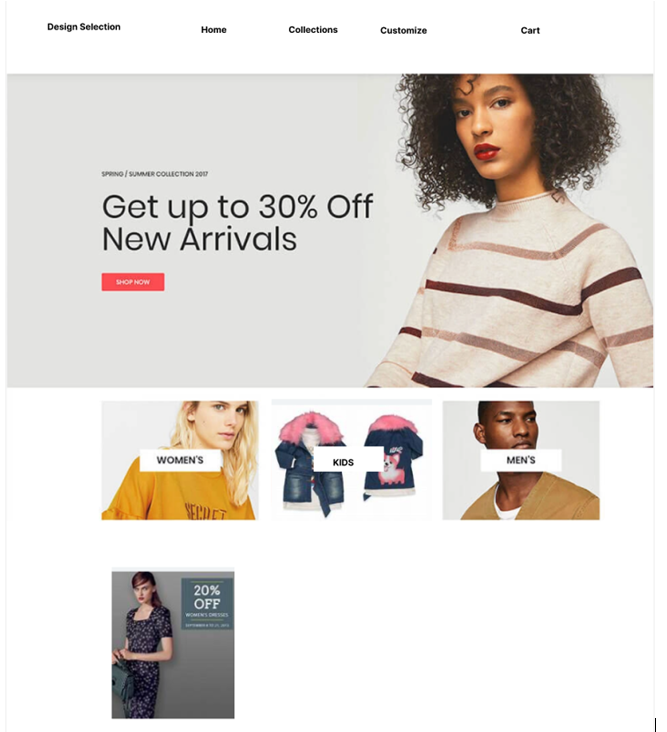 Design Selection
Home
Collections
Customize
Cart
SPRING / SUMMER COLLECTION 2017
Get up to 30% Off
New Arrivals
SHOP NOW
WOMEN'S
KIDS
MEN'S
20%
OFF
WOMEN'S DRESSES